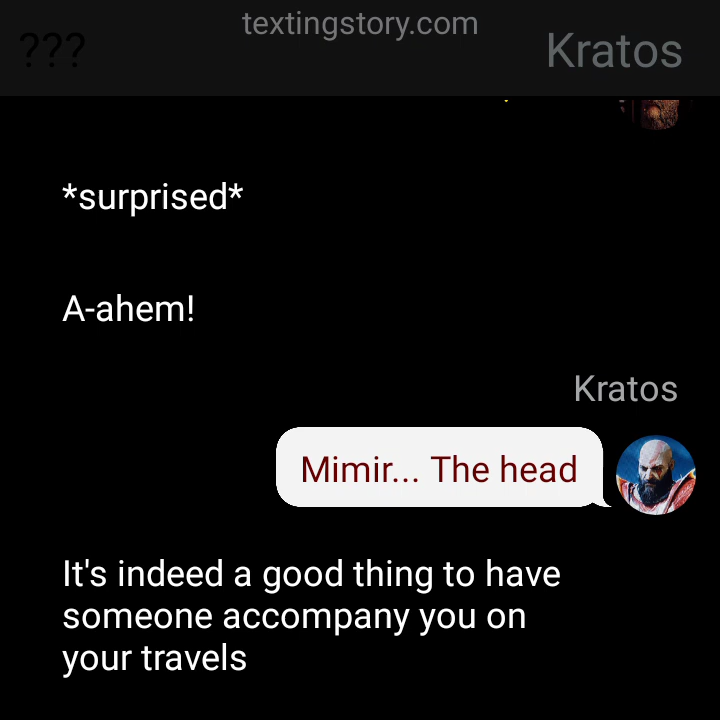 textingstory.com
??? Kratos
*surprised*
A-ahem!
Kratos
Mimir... The head
It's indeed a good thing to have
someone accompany you on
your travels